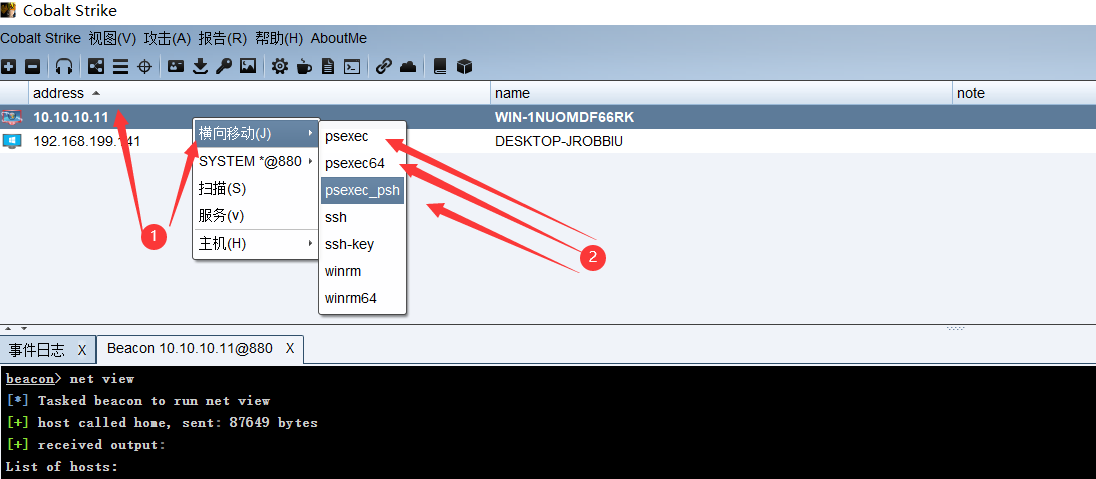 Cobalt Strike
Cobalt Strike 视图(V) 攻击(A) 报告(R) 帮助(H) AboutMe
address name note
10.10.10.11 WIN-1NUOMDF66RK
192.168.199.141 DESKTOP-JROBBIU
横向移动(J)
SYSTEM *@880
扫描(S)
服务(v)
主机(H)
psexec
psexec64
psexec_psh
ssh
ssh-key
winrm
winrm64
1
2
事件日志 X Beacon 10.10.10.11@880 X
beacon> net view
[*] Tasked beacon to run net view
[+] host called home, sent: 87649 bytes
[+] received output:
List of hosts: